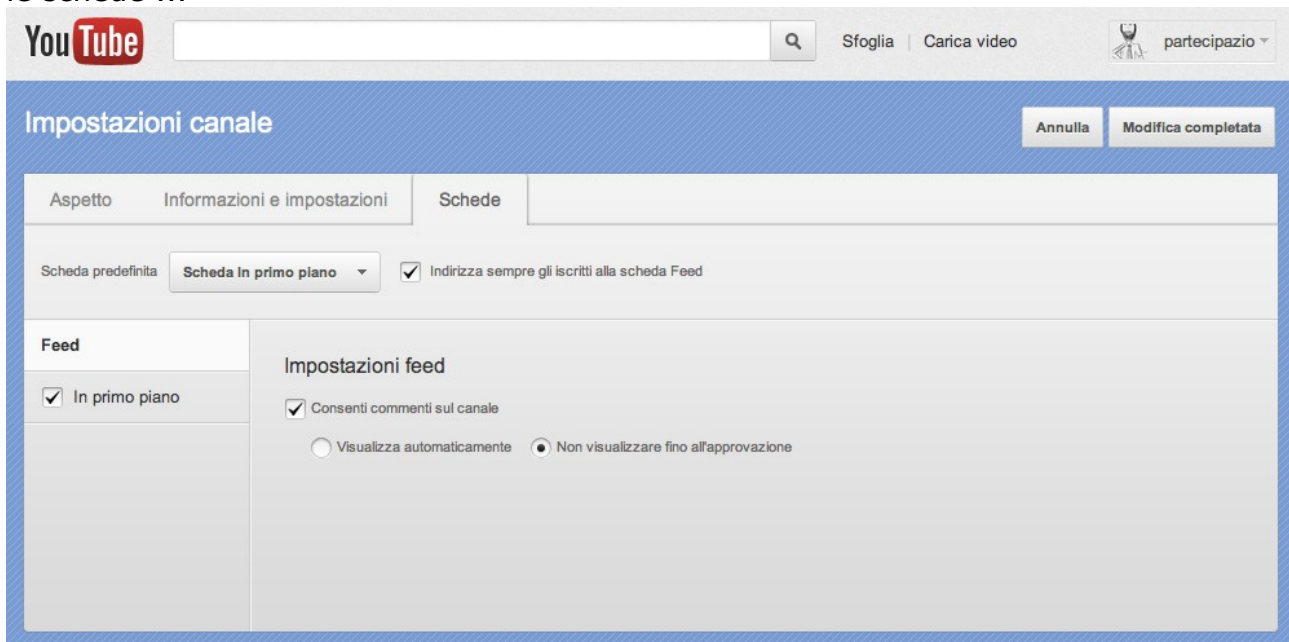 le schede ...
YouTube Sfoglia | Carica video partecipazio
Impostazioni canale Annulla Modifica completata
Aspetto Informazioni e impostazioni Schede
Scheda predefinita Scheda in primo piano Indirizza sempre gli iscritti alla scheda Feed
Feed
Impostazioni feed
In primo piano
Consenti commenti sul canale
Visualizza automaticamente Non visualizzare fino all'approvazione